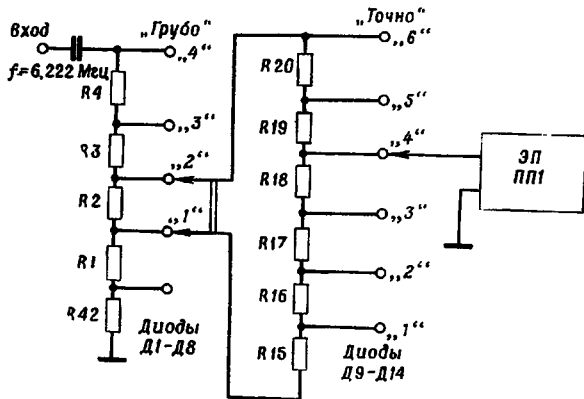 Вход
f=6,222 Мгц
„Грубо"
„4"
R4
„3"
R3
„2"
R2
„1"
R1
R42
Диоды
Д1-Д8
„Точно"
„6"
R20
„5"
R19
„4"
R18
„3"
R17
„2"
R16
„1"
R15
Диоды
Д9-Д14
ЭП
ПП1